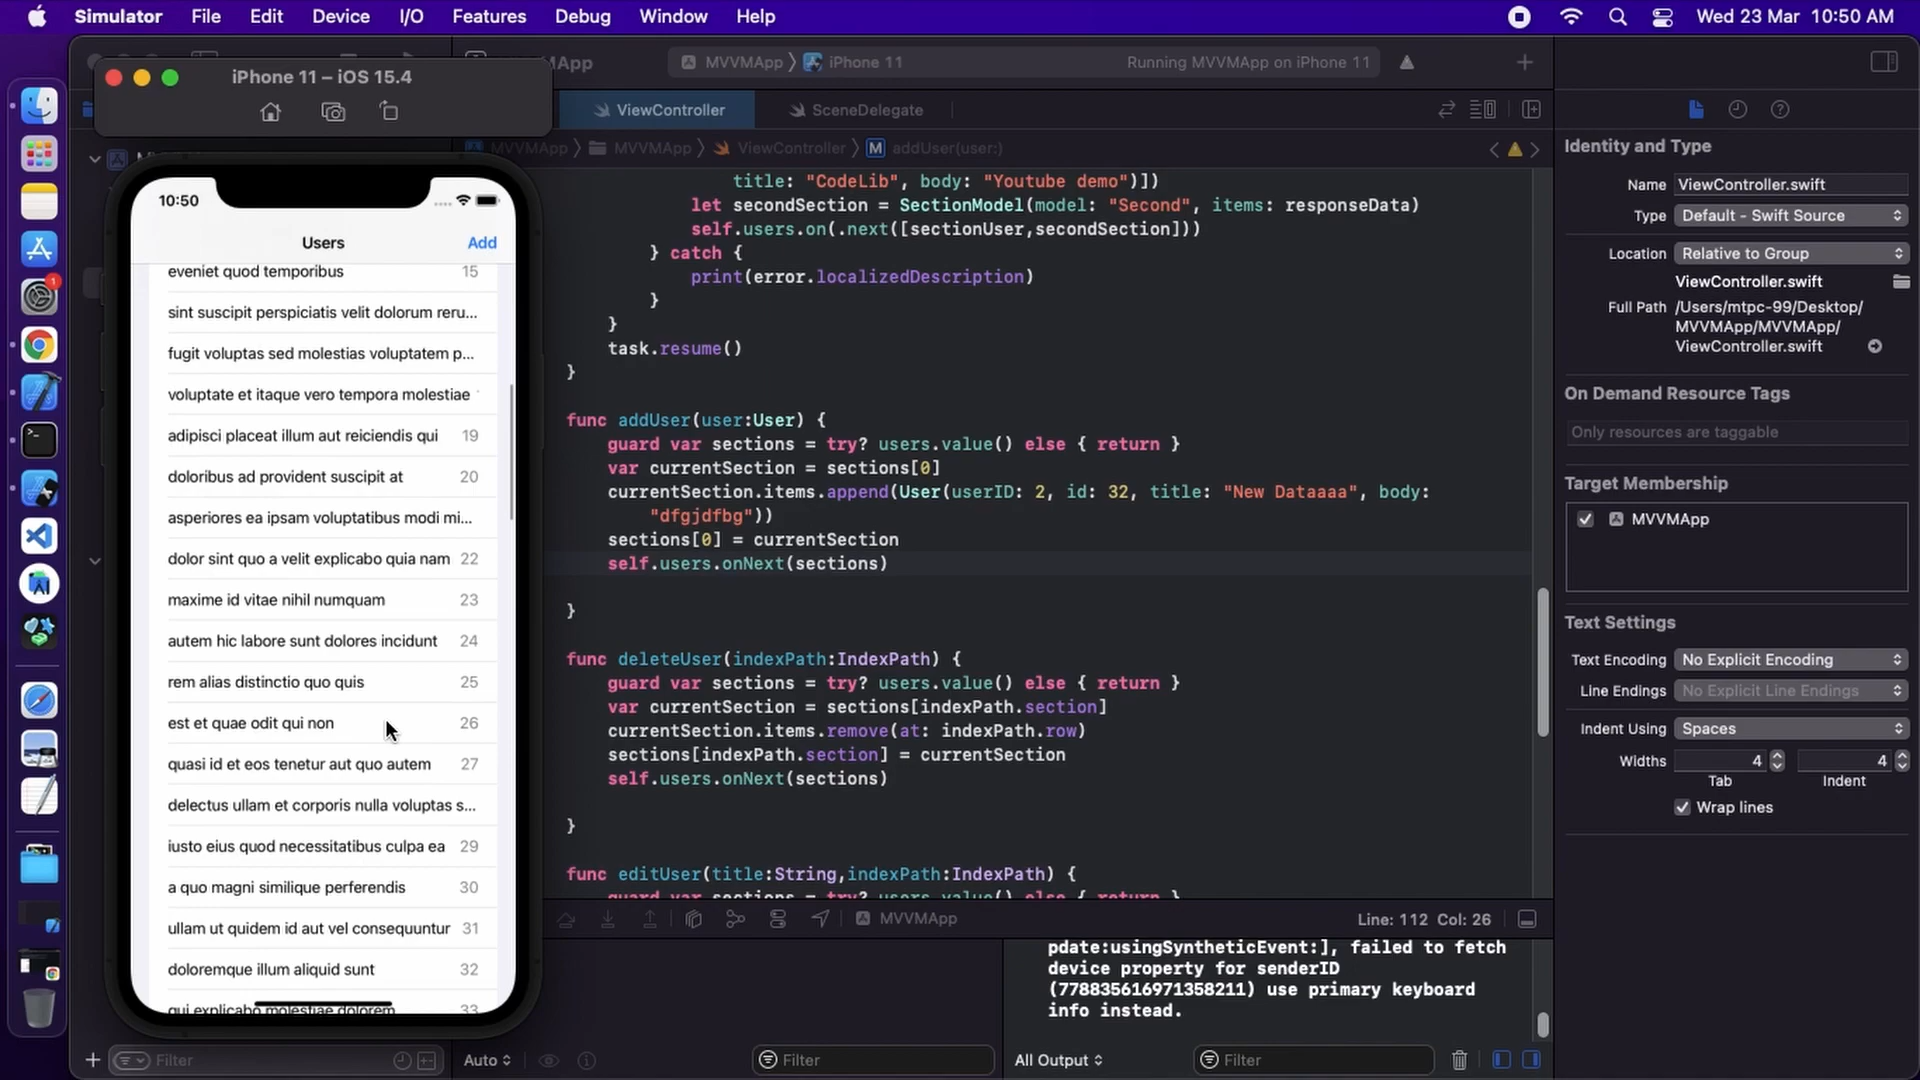 Simulator File Edit Device I/O Features Debug Window Help Wed 23 Mar 10:50 AM
iPhone 11 – iOS 15.4
MVVMApp iPhone 11 Running MVVMApp on iPhone 11
ViewController SceneDelegate
MVVMApp MVVMApp ViewController M addUser(user:)
10:50
Users Add
eveniet quod temporibus 15
sint suscipit perspiciatis velit dolorum reru...
fugit voluptas sed molestias voluptatem p...
voluptate et itaque vero tempora molestiae
adipisci placeat illum aut reiciendis qui 19
doloribus ad provident suscipit at 20
asperiores ea ipsam voluptatibus modi mi...
dolor sint quo a velit explicabo quia nam 22
maxime id vitae nihil numquam 23
autem hic labore sunt dolores incidunt 24
rem alias distinctio quo quis 25
est et quae odit qui non 26
quasi id et eos tenetur aut quo autem 27
delectus ullam et corporis nulla voluptas s...
iusto eius quod necessitatibus culpa ea 29
a quo magni similique perferendis 30
ullam ut quidem id aut vel consequuntur 31
doloremque illum aliquid sunt 32
qui explicabo molestiae dolorem 33
title: "CodeLib", body: "Youtube demo")])
let secondSection = SectionModel(model: "Second", items: responseData)
self.users.on(.next([sectionUser,secondSection]))
} catch {
print(error.localizedDescription)
}
}
task.resume()
}
func addUser(user:User) {
guard var sections = try? users.value() else { return }
var currentSection = sections[0]
currentSection.items.append(User(userID: 2, id: 32, title: "New Dataaaa", body:
"dfgjdfbg"))
sections[0] = currentSection
self.users.onNext(sections)
}
func deleteUser(indexPath:IndexPath) {
guard var sections = try? users.value() else { return }
var currentSection = sections[indexPath.section]
currentSection.items.remove(at: indexPath.row)
sections[indexPath.section] = currentSection
self.users.onNext(sections)
}
func editUser(title:String,indexPath:IndexPath) {
guard var sections = try? users.value() else { return }
MVVMApp Line: 112 Col: 26
pdate:usingSyntheticEvent:], failed to fetch
device property for senderID
(778835616971358211) use primary keyboard
info instead.
Filter Auto Filter All Output Filter
Identity and Type
Name ViewController.swift
Type Default - Swift Source
Location Relative to Group
ViewController.swift
Full Path /Users/mtpc-99/Desktop/
MVVMApp/MVVMApp/
ViewController.swift
On Demand Resource Tags
Only resources are taggable
Target Membership
MVVMApp
Text Settings
Text Encoding No Explicit Encoding
Line Endings No Explicit Line Endings
Indent Using Spaces
Widths 4 4
Tab Indent
Wrap lines